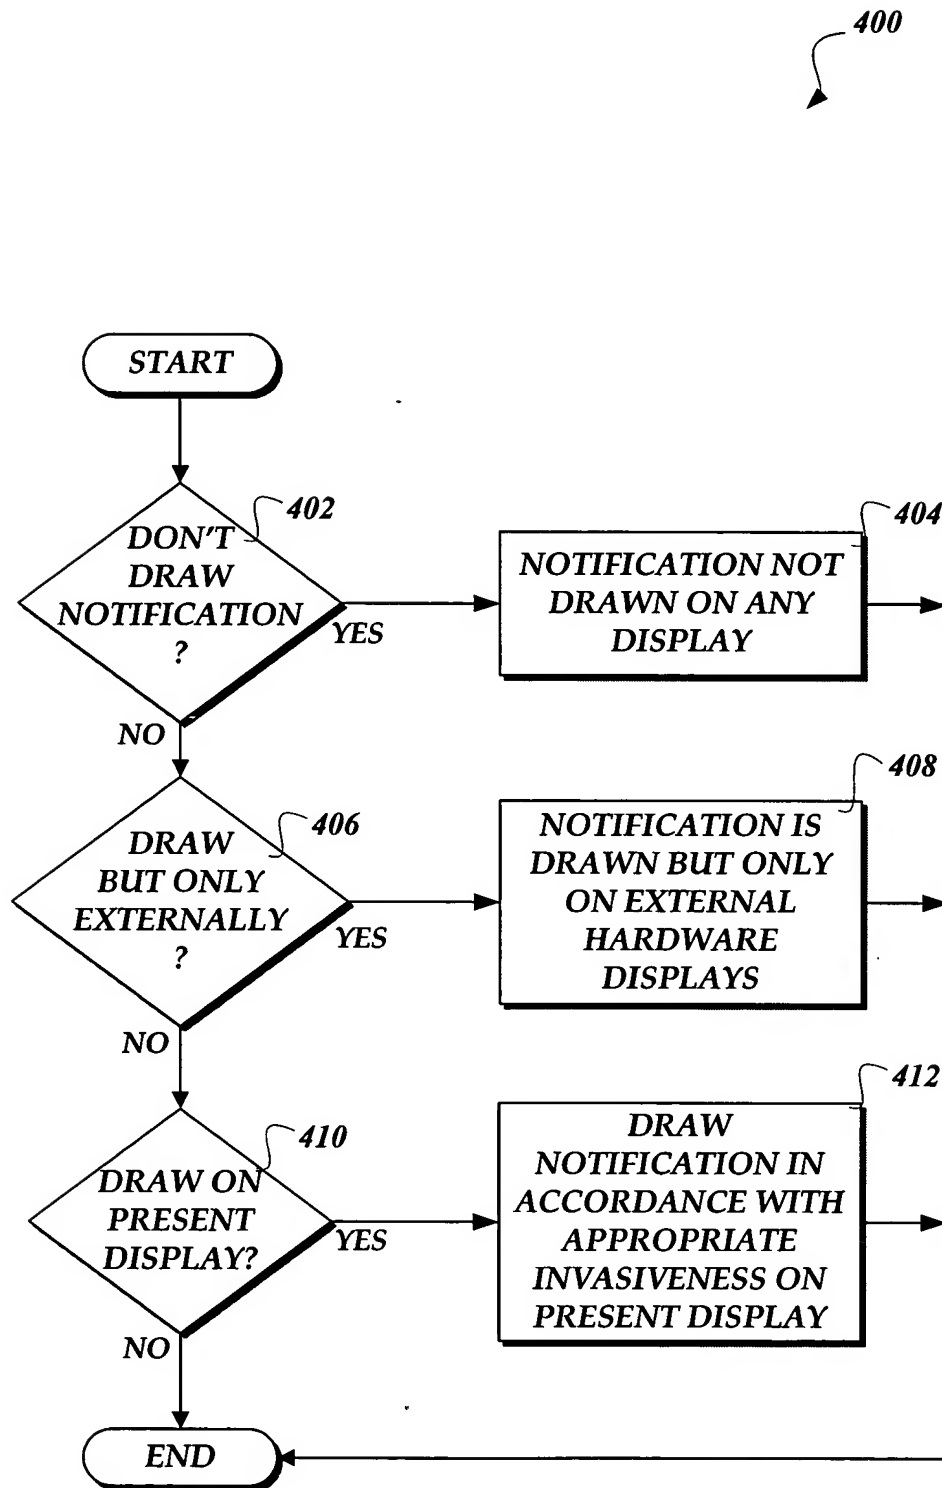 400
START
402
DON'T
DRAW
NOTIFICATION
?
YES
NO
404
NOTIFICATION NOT
DRAWN ON ANY
DISPLAY
406
DRAW
BUT ONLY
EXTERNALLY
?
YES
NO
408
NOTIFICATION IS
DRAWN BUT ONLY
ON EXTERNAL
HARDWARE
DISPLAYS
410
DRAW ON
PRESENT
DISPLAY?
YES
NO
412
DRAW
NOTIFICATION IN
ACCORDANCE WITH
APPROPRIATE
INVASIVENESS ON
PRESENT DISPLAY
END